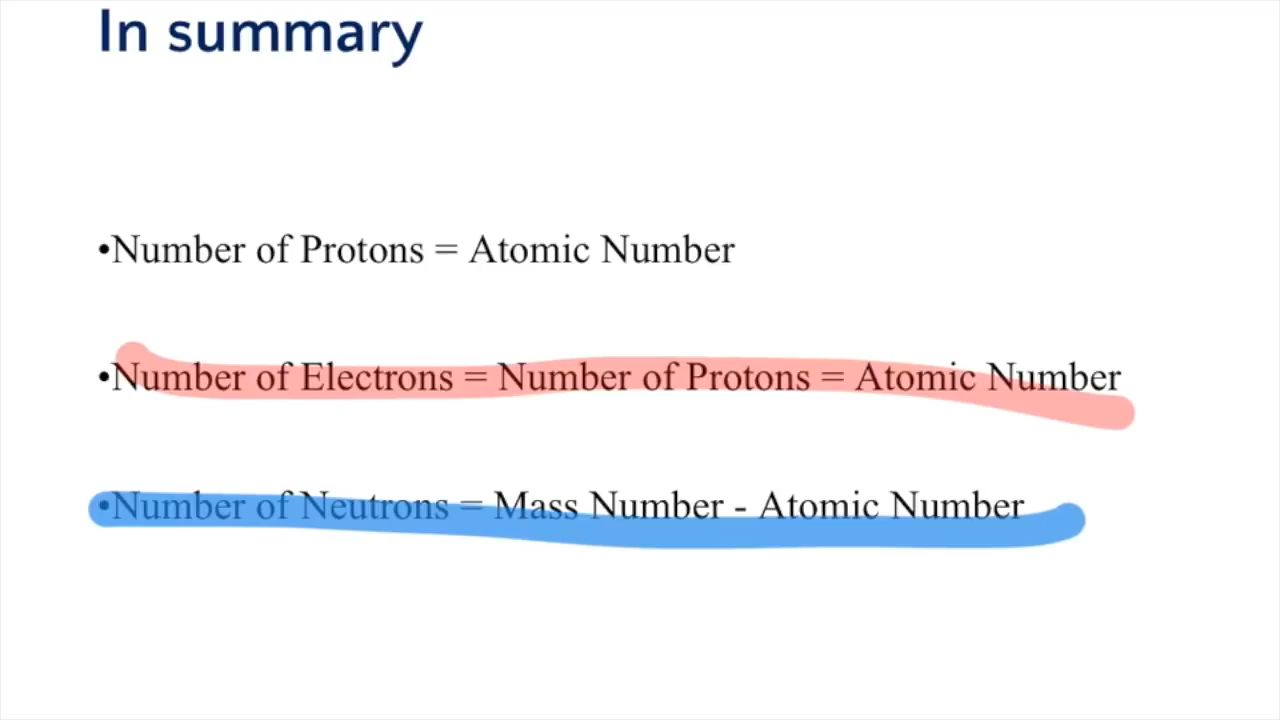 In summary
•Number of Protons = Atomic Number
•Number of Electrons = Number of Protons = Atomic Number
•Number of Neutrons = Mass Number - Atomic Number